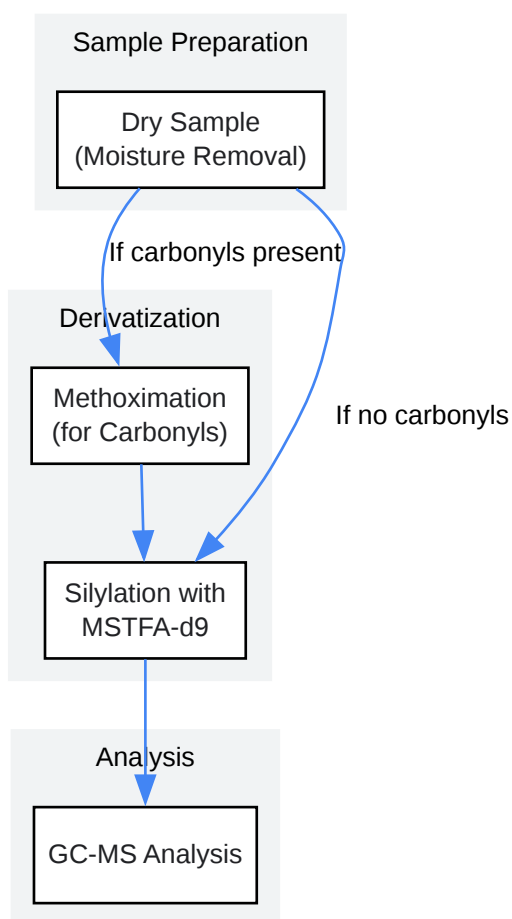 Sample Preparation
Dry Sample
(Moisture Removal)
If carbonyls present
Derivatization
Methoximation
(for Carbonyls)
If no carbonyls
Silylation with
MSTFA-d9
Analysis
GC-MS Analysis